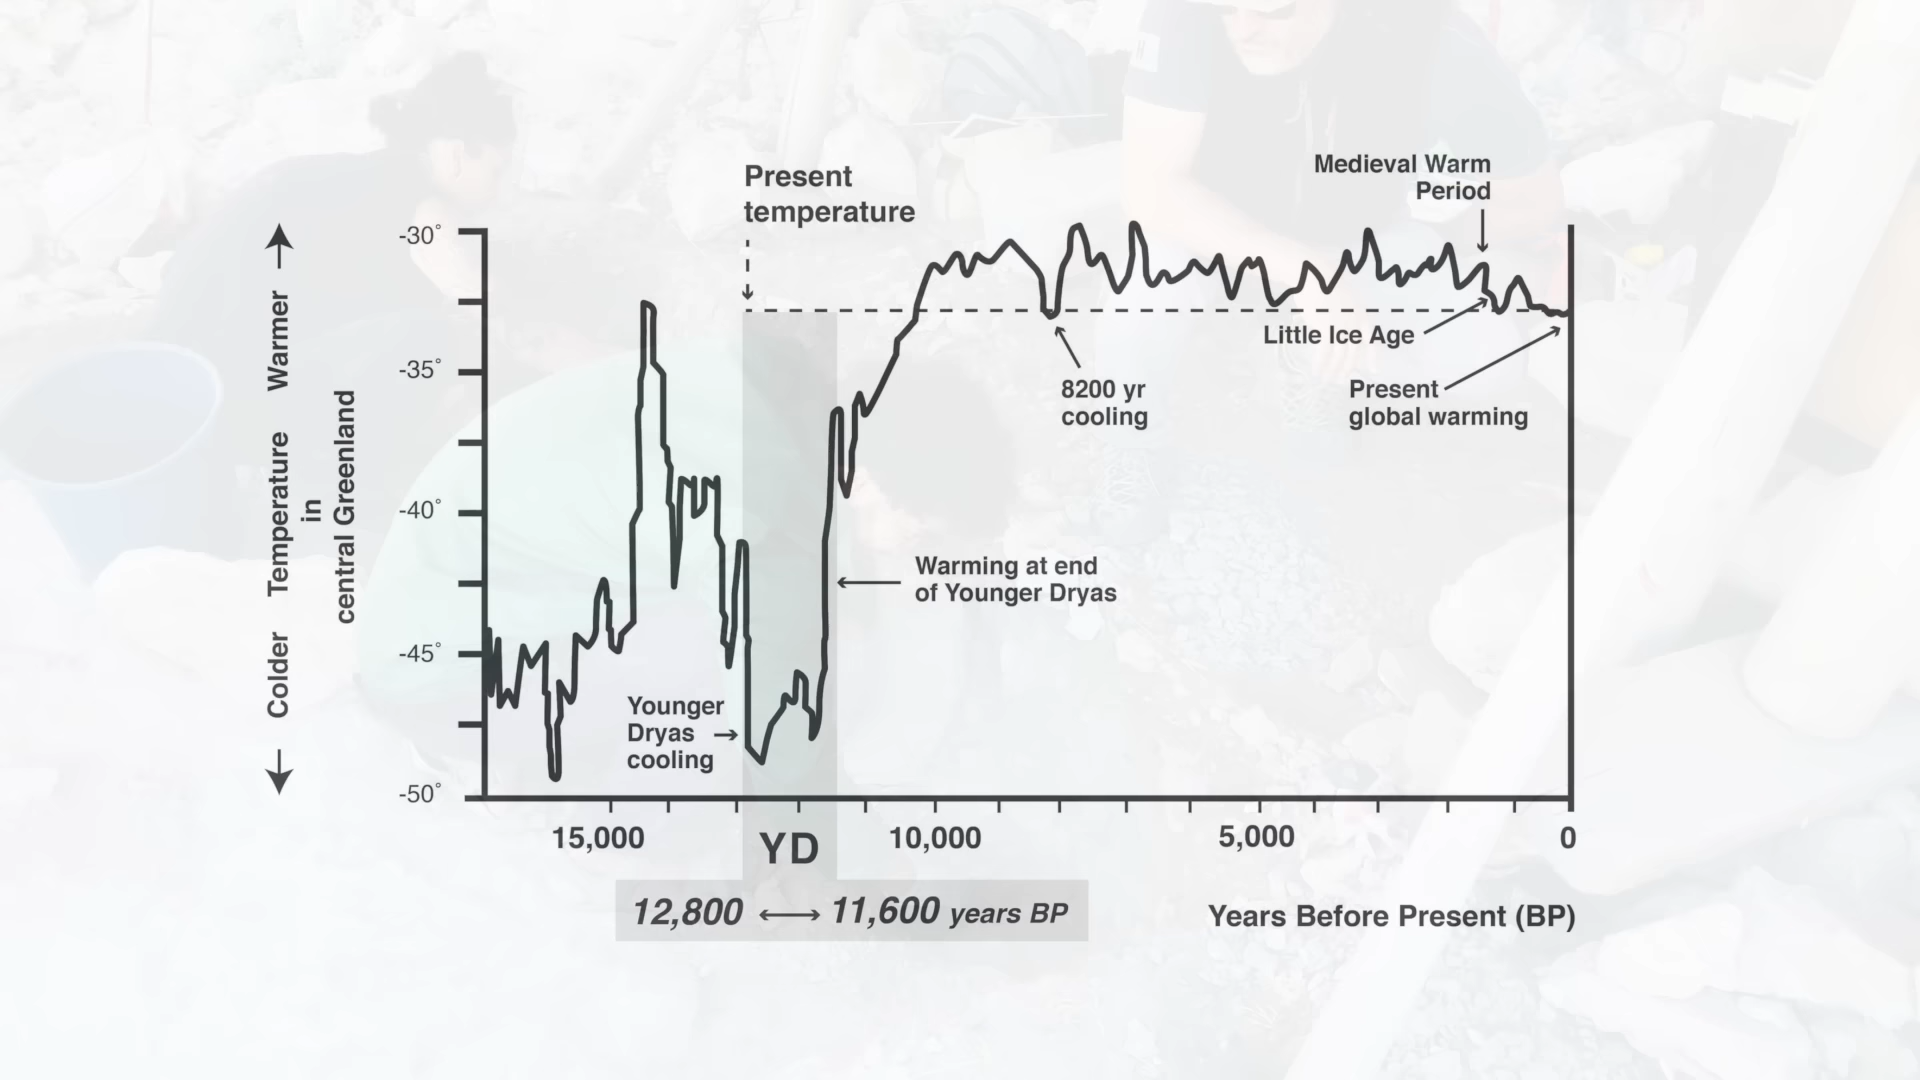 Medieval Warm
Period
Present
temperature
-30°
-35°
-40°
-45°
-50°
Colder Temperature Warmer
in
central Greenland
Little Ice Age
8200 yr
cooling
Present
global warming
Warming at end
of Younger Dryas
Younger
Dryas
cooling
15,000
YD
10,000
5,000
0
12,800 ⟷ 11,600 years BP
Years Before Present (BP)